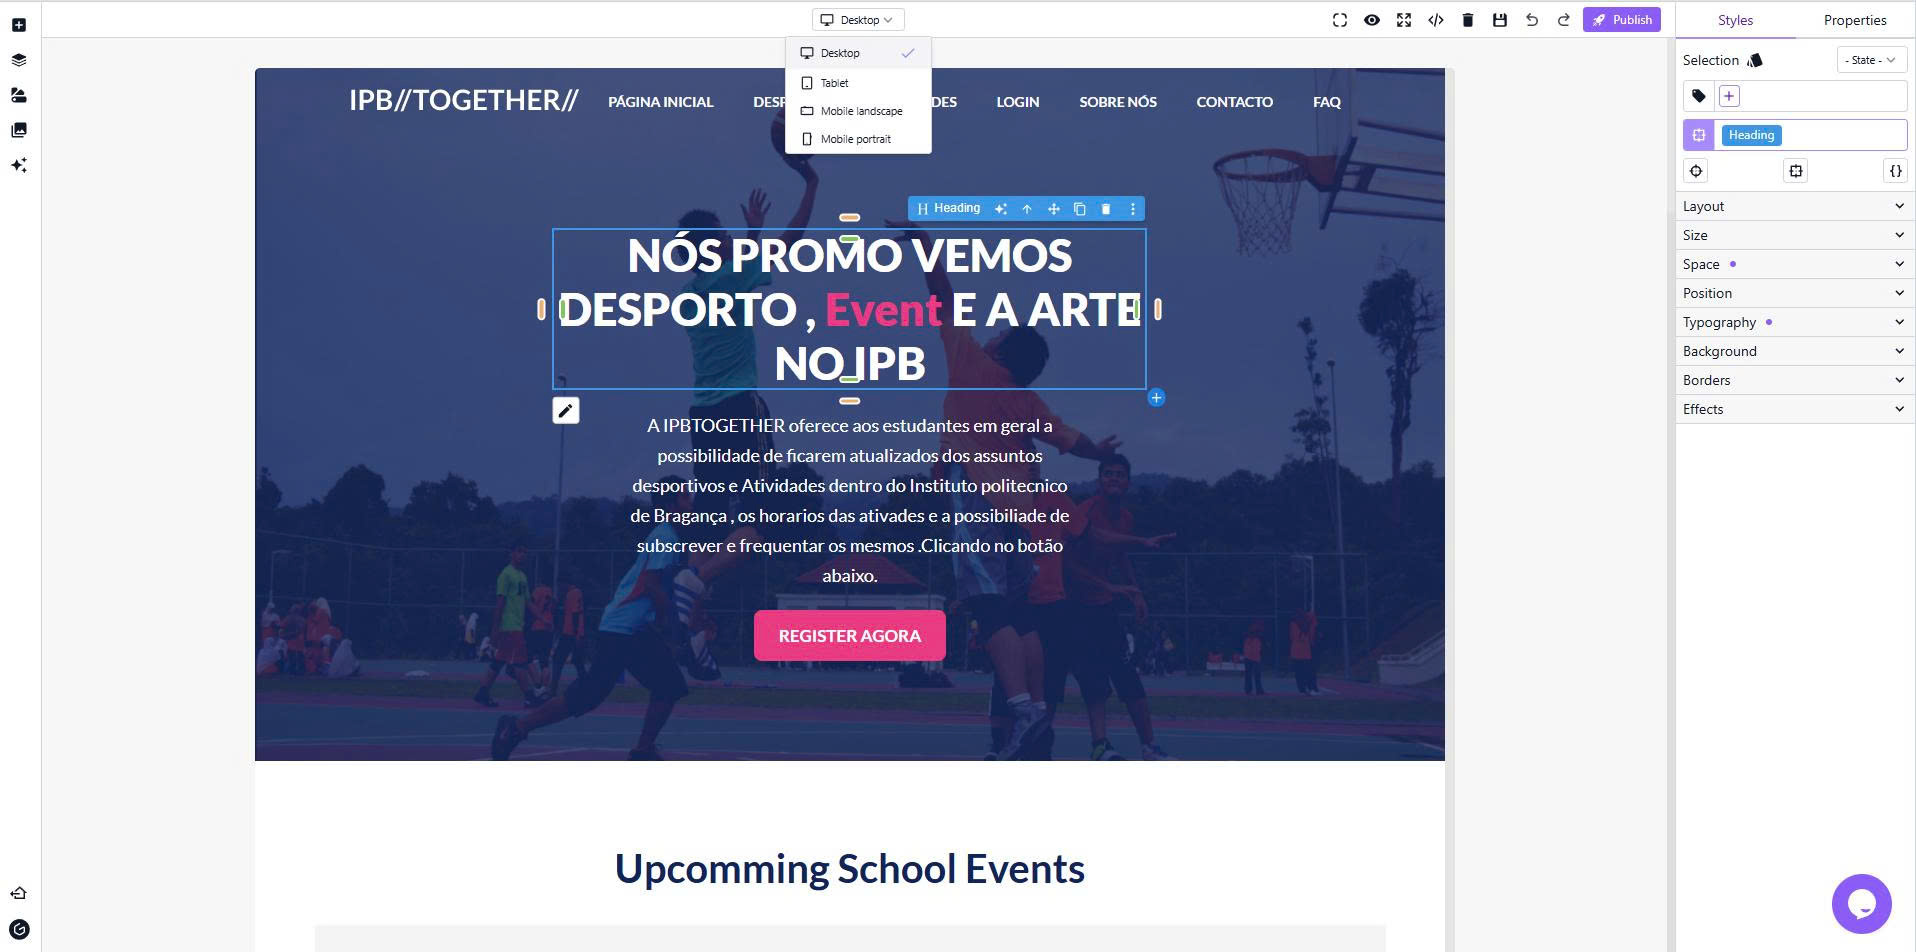 Desktop
Publish
Styles
Properties
Desktop
Tablet
Mobile landscape
Mobile portrait
Selection
- State -
Heading
IPB//TOGETHER//
PÁGINA INICIAL
DESP
DES
LOGIN
SOBRE NÓS
CONTACTO
FAQ
Heading
NÓS PROMO VEMOS
DESPORTO , Event E A ARTE
NO IPB
A IPBTOGETHER oferece aos estudantes em geral a
possibilidade de ficarem atualizados dos assuntos
desportivos e Atividades dentro do Instituto politecnico
de Bragança , os horarios das ativades e a possibiliade de
subscrever e frequentar os mesmos .Clicando no botão
abaixo.
REGISTER AGORA
Upcomming School Events
Layout
Size
Space
Position
Typography
Background
Borders
Effects